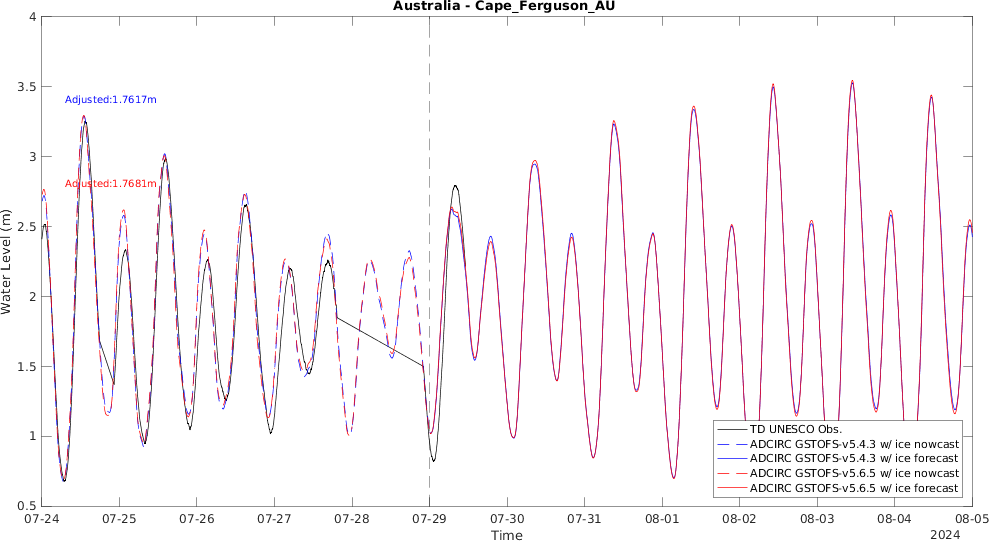 Australia - Cape_Ferguson_AU
4
3.5
3
2.5
2
1.5
1
0.5
Water Level (m)
Adjusted:1.7617m
Adjusted:1.7681m
TD UNESCO Obs.
ADCIRC GSTOFS-v5.4.3 w/ ice nowcast
ADCIRC GSTOFS-v5.4.3 w/ ice forecast
ADCIRC GSTOFS-v5.6.5 w/ ice nowcast
ADCIRC GSTOFS-v5.6.5 w/ ice forecast
07-24 07-25 07-26 07-27 07-28 07-29 07-30 07-31 08-01 08-02 08-03 08-04 08-05
Time
2024